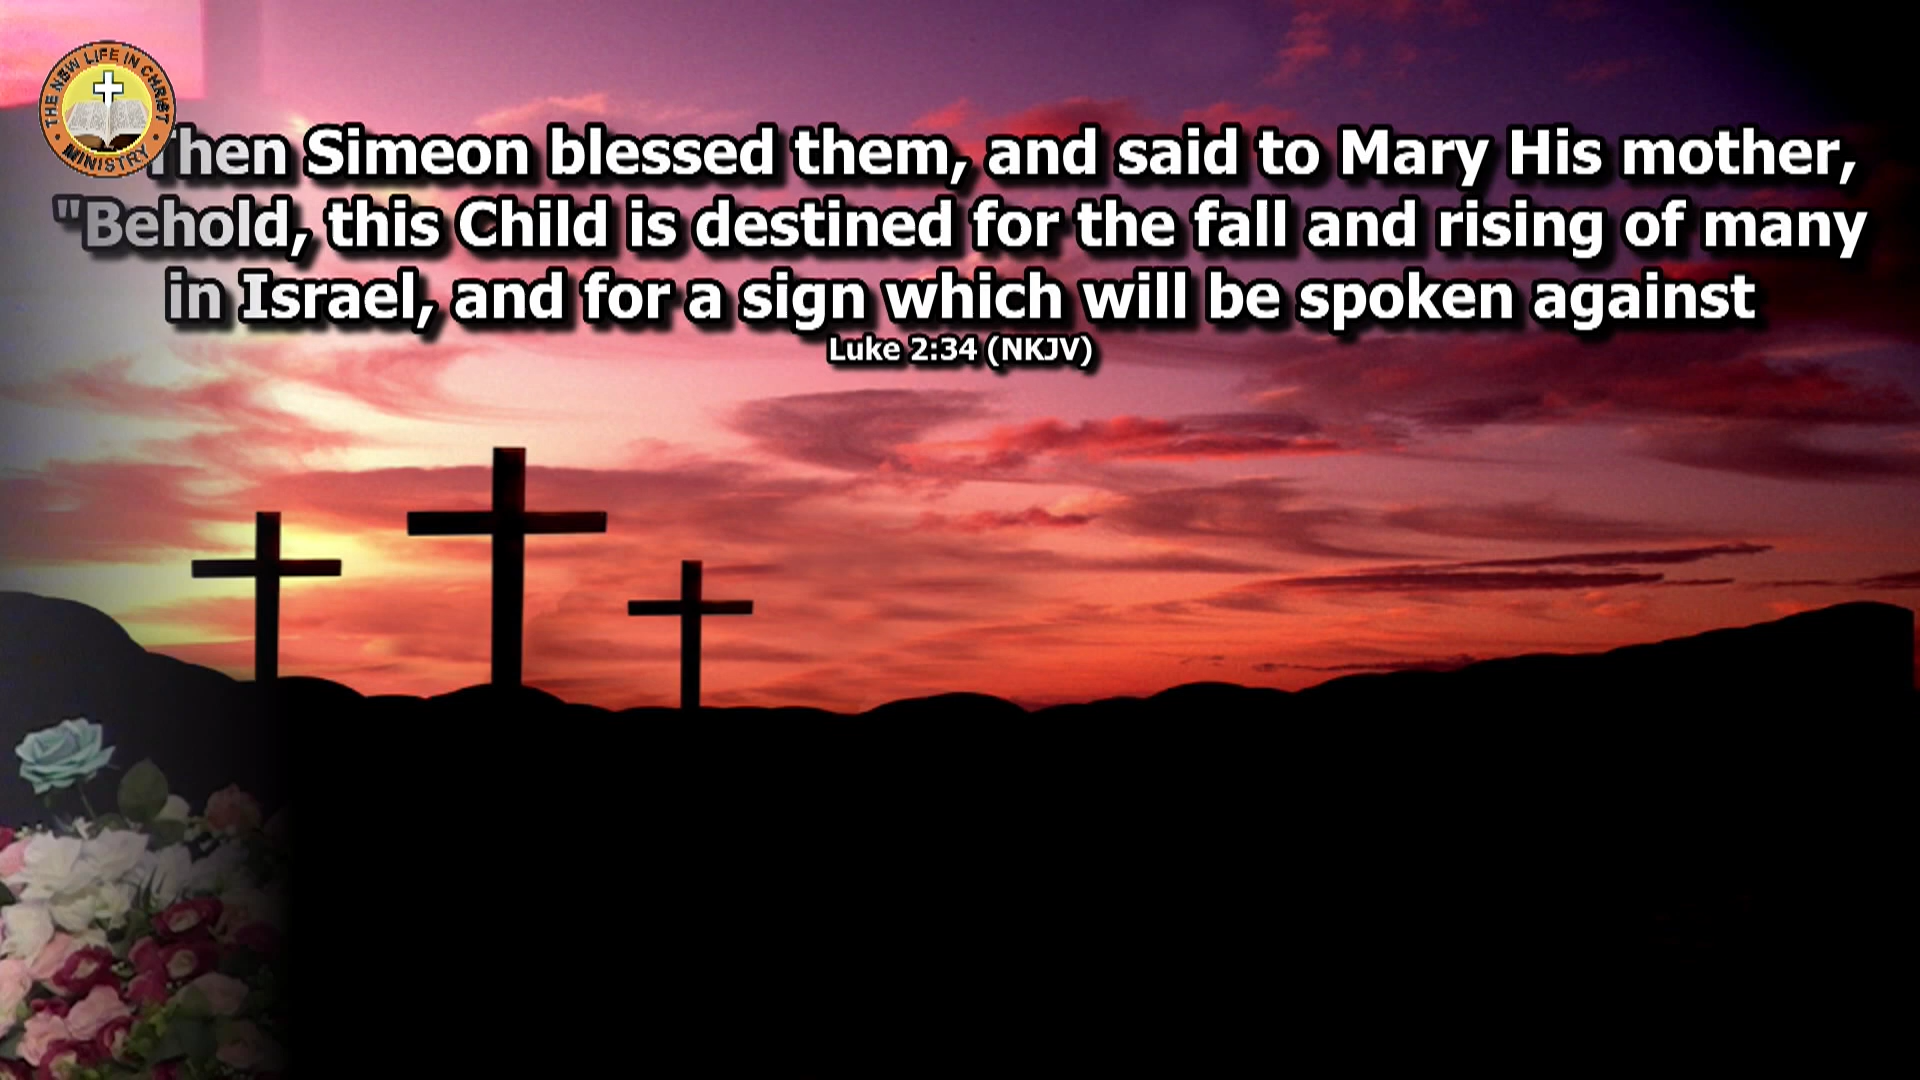 THE NEW LIFE IN CHRIST
MINISTRY
Then Simeon blessed them, and said to Mary His mother,
"Behold, this Child is destined for the fall and rising of many
in Israel, and for a sign which will be spoken against
Luke 2:34 (NKJV)